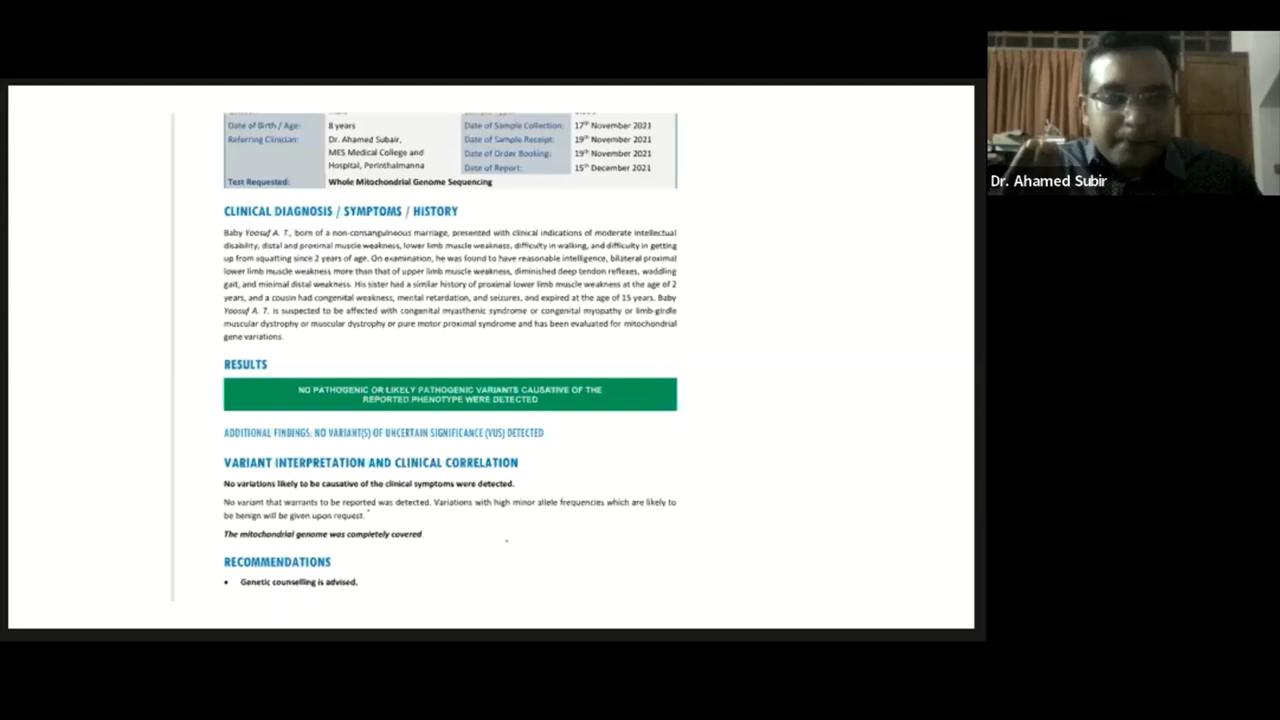 Date of Birth / Age: 8 years Date of Sample Collection: 17th November 2021
Referring Clinician: Dr. Ahamed Subair, Date of Sample Receipt: 19th November 2021
MES Medical College and Date of Order Booking: 19th November 2021
Hospital, Perinthalmanna Date of Report: 15th December 2021
Test Requested: Whole Mitochondrial Genome Sequencing
CLINICAL DIAGNOSIS / SYMPTOMS / HISTORY
Baby Yoosuf A. T., born of a non-consanguineous marriage, presented with clinical indications of moderate intellectual
disability, distal and proximal muscle weakness, lower limb muscle weakness, difficulty in walking, and difficulty in getting
up from squatting since 2 years of age. On examination, he was found to have reasonable intelligence, bilateral proximal
lower limb muscle weakness more than that of upper limb muscle weakness, diminished deep tendon reflexes, waddling
gait, and minimal distal weakness. His sister had a similar history of proximal lower limb muscle weakness at the age of 2
years, and a cousin had congenital weakness, mental retardation, and seizures, and expired at the age of 15 years. Baby
Yoosuf A. T. is suspected to be affected with congenital myasthenic syndrome or congenital myopathy or limb-girdle
muscular dystrophy or muscular dystrophy or pure motor proximal syndrome and has been evaluated for mitochondrial
gene variations.
RESULTS
NO PATHOGENIC OR LIKELY PATHOGENIC VARIANTS CAUSATIVE OF THE
REPORTED PHENOTYPE WERE DETECTED
ADDITIONAL FINDINGS: NO VARIANT(S) OF UNCERTAIN SIGNIFICANCE (VUS) DETECTED
VARIANT INTERPRETATION AND CLINICAL CORRELATION
No variations likely to be causative of the clinical symptoms were detected.
No variant that warrants to be reported was detected. Variations with high minor allele frequencies which are likely to
be benign will be given upon request.
The mitochondrial genome was completely covered
RECOMMENDATIONS
• Genetic counselling is advised.
Dr. Ahamed Subir